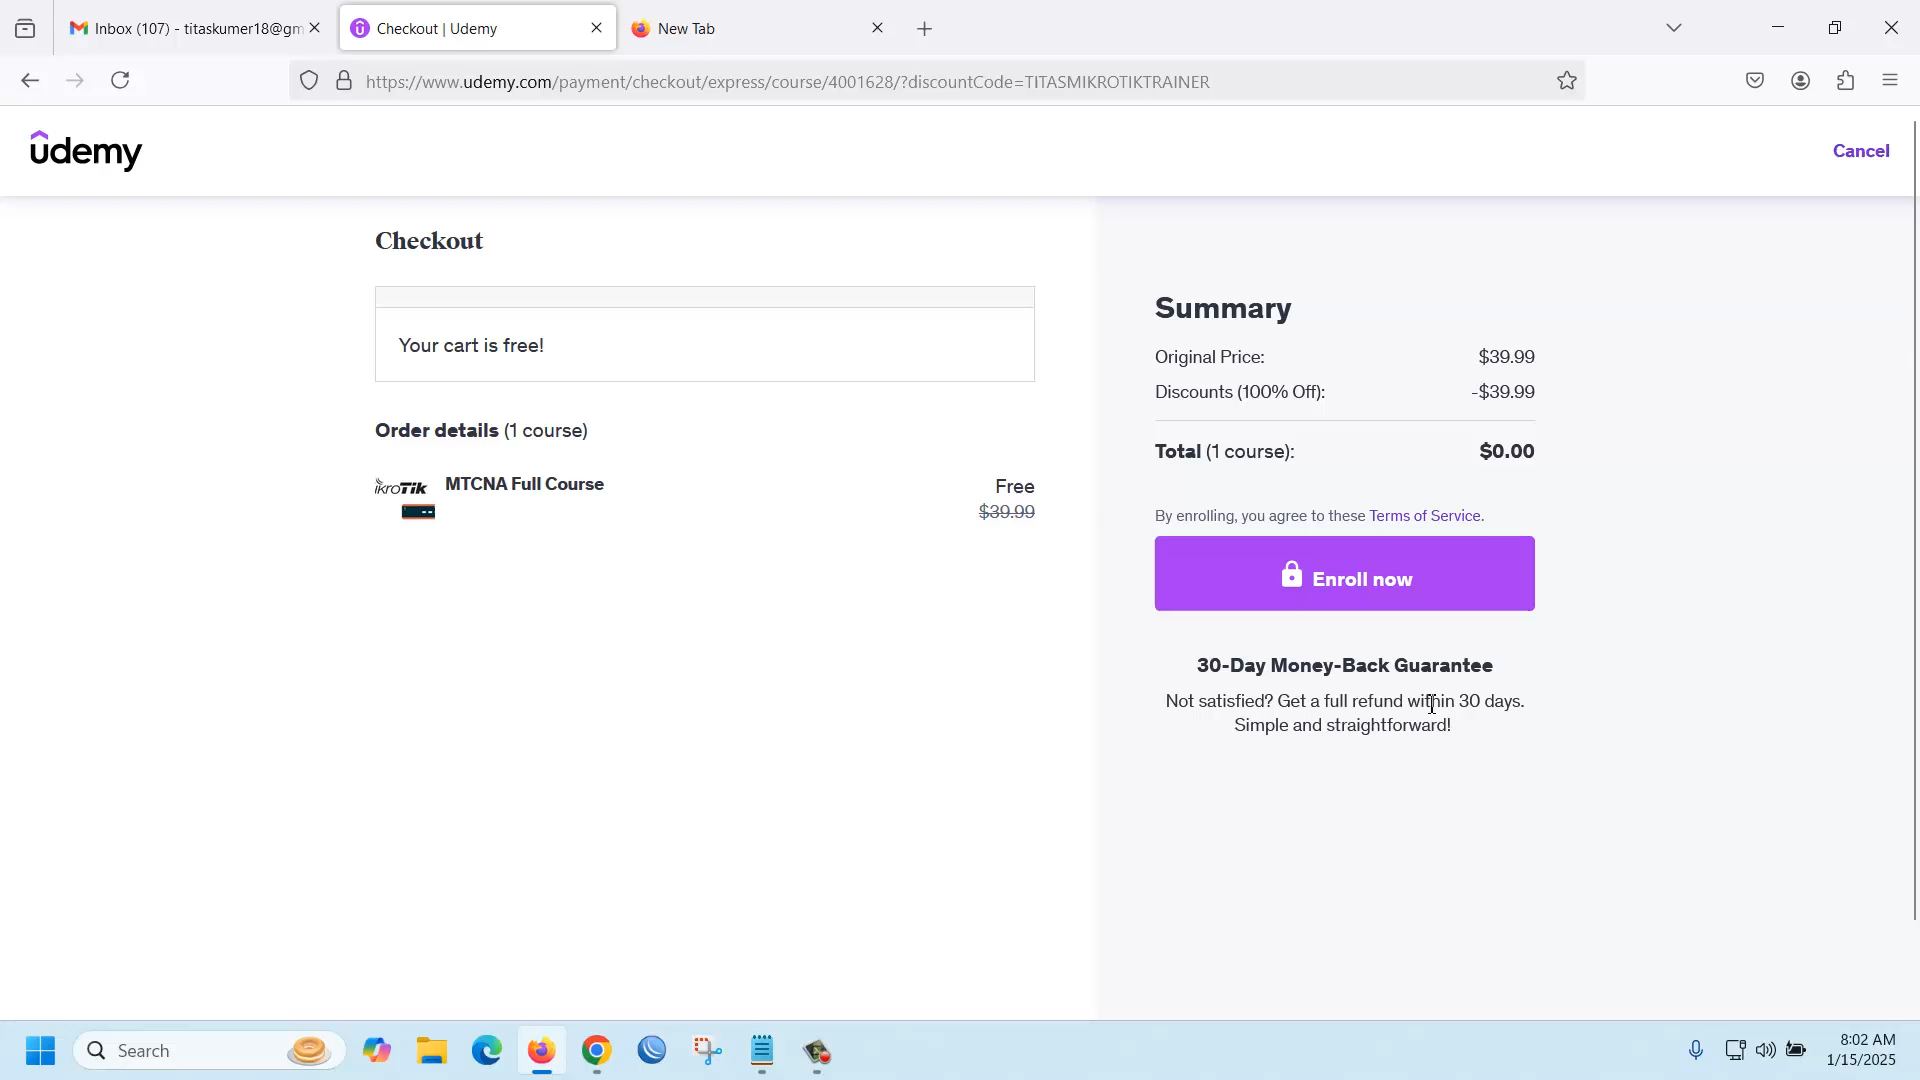 Inbox (107) - titaskumer18@gm
Checkout | Udemy
New Tab
https://www.udemy.com/payment/checkout/express/course/4001628/?discountCode=TITASMIKROTIKTRAINER
udemy
Cancel
Checkout
Your cart is free!
Order details (1 course)
ikroTik
MTCNA Full Course
Free
$39.99
Summary
Original Price: $39.99
Discounts (100% Off): -$39.99
Total (1 course): $0.00
By enrolling, you agree to these Terms of Service.
Enroll now
30-Day Money-Back Guarantee
Not satisfied? Get a full refund within 30 days.
Simple and straightforward!
Search
8:02 AM
1/15/2025